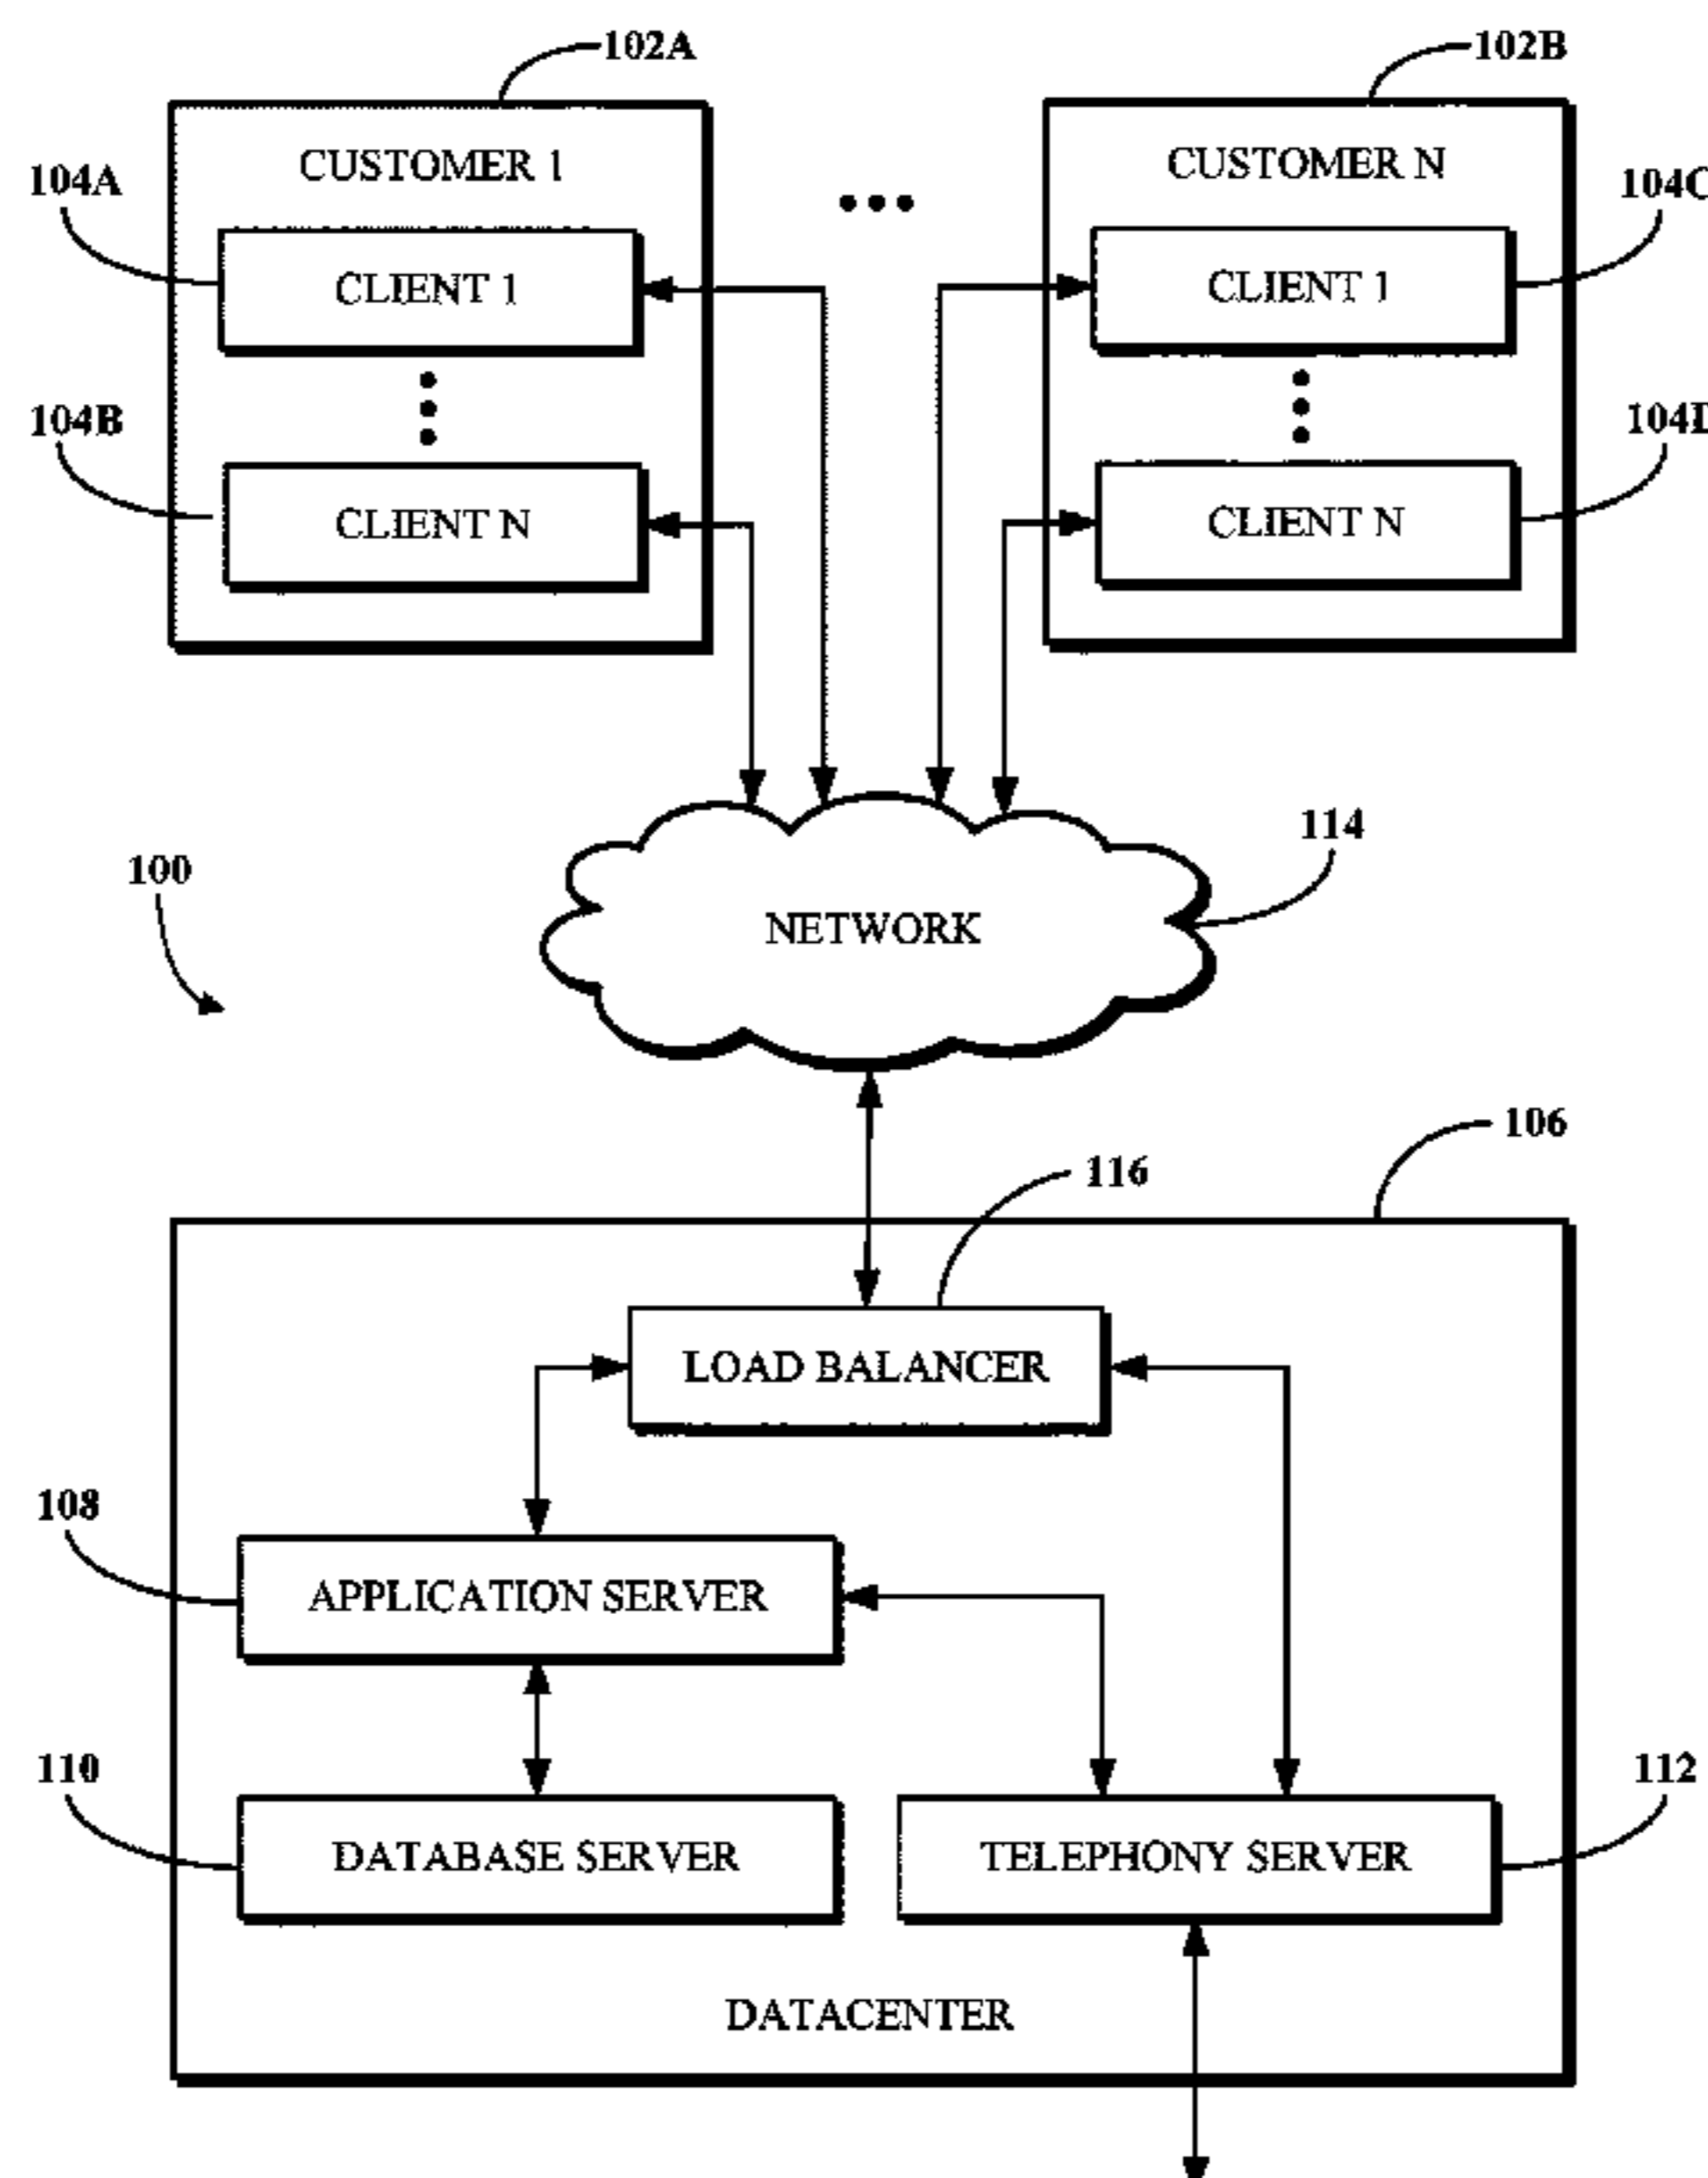 102A
102B
CUSTOMER 1
CUSTOMER N
104A
104C
CLIENT 1
CLIENT 1
104B
CLIENT N
CLIENT N
114
100
NETWORK
106
116
LOAD BALANCER
108
APPLICATION SERVER
110
112
DATABASE SERVER
TELEPHONY SERVER
DATACENTER